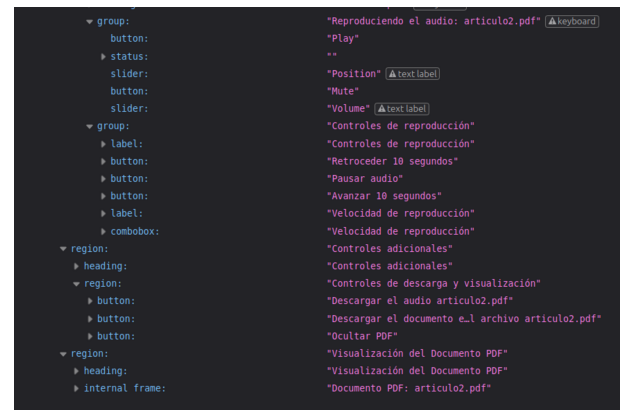 group: "Reproduciendo el audio: articulo2.pdf" keyboard
button: "Play"
status: ""
slider: "Position" text label
button: "Mute"
slider: "Volume" text label
group: "Controles de reproducción"
label: "Controles de reproducción"
button: "Retroceder 10 segundos"
button: "Pausar audio"
button: "Avanzar 10 segundos"
label: "Velocidad de reproducción"
combobox: "Velocidad de reproducción"
region: "Controles adicionales"
heading: "Controles adicionales"
region: "Controles de descarga y visualización"
button: "Descargar el audio articulo2.pdf"
button: "Descargar el documento e…l archivo articulo2.pdf"
button: "Ocultar PDF"
region: "Visualización del Documento PDF"
heading: "Visualización del Documento PDF"
internal frame: "Documento PDF: articulo2.pdf"